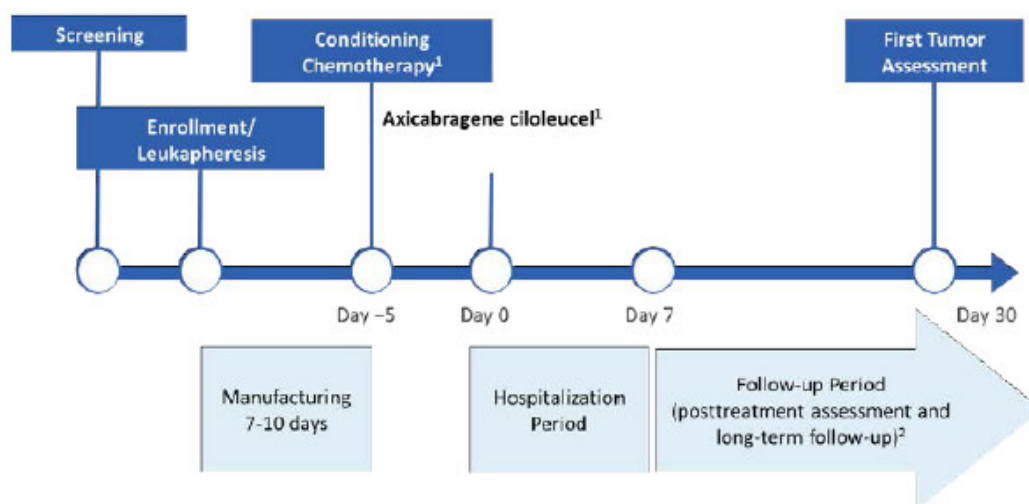 Screening
Conditioning
Chemotherapy¹
First Tumor
Assessment
Enrollment/
Leukapheresis
Axicabragene ciloleucel¹
Day –5
Day 0
Day 7
Day 30
Manufacturing
7-10 days
Hospitalization
Period
Follow-up Period
(posttreatment assessment and
long-term follow-up)²